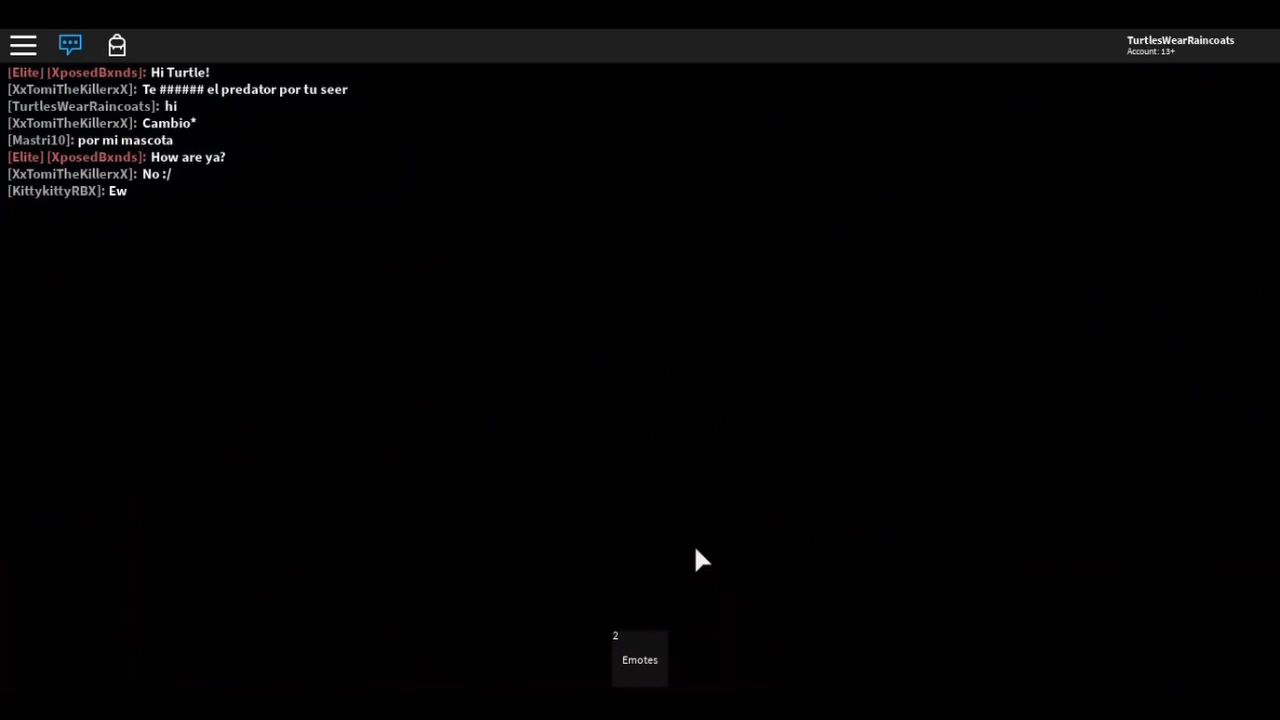 TurtlesWearRaincoats
Account: 13+
[Elite] [XposedBxnds]: Hi Turtle!
[XxTomiTheKillerxX]: Te ###### el predator por tu seer
[TurtlesWearRaincoats]: hi
[XxTomiTheKillerxX]: Cambio*
[Mastri10]: por mi mascota
[Elite] [XposedBxnds]: How are ya?
[XxTomiTheKillerxX]: No :/
[KittykittyRBX]: Ew
2
Emotes